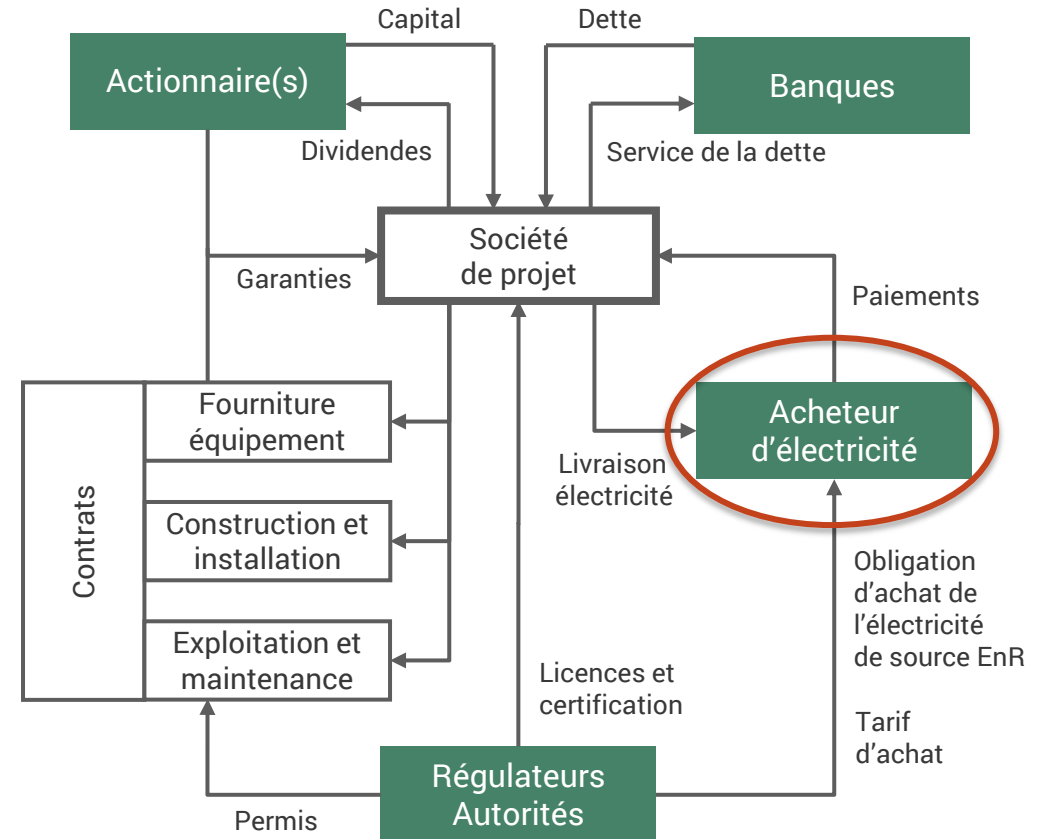 Capital
Dette
Actionnaire(s)
Banques
Dividendes
Service de la dette
Société
de projet
Garanties
Paiements
Fourniture
équipement
Acheteur
d'électricité
Livraison
électricité
Contrats
Construction et
installation
Obligation
d'achat de
l'électricité
de source EnR
Exploitation et
maintenance
Licences et
certification
Tarif
d'achat
Régulateurs
Autorités
Permis